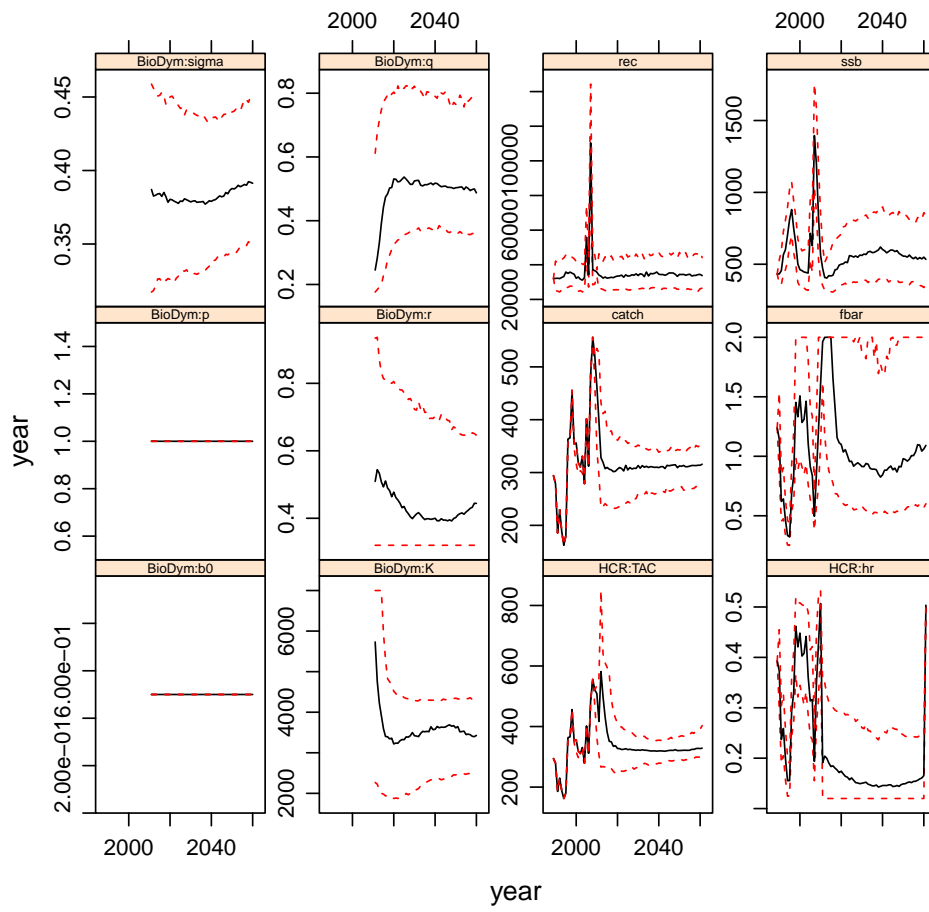 2000 2040
2000 2040
BioDym:sigma
BioDym:q
rec
ssb
0.35 0.40 0.45
0.2 0.4 0.6 0.8
20000 60000 100000
500 1000 1500
BioDym:p
BioDym:r
catch
fbar
0.6 0.8 1.0 1.2 1.4
0.4 0.6 0.8
200 300 400 500
0.5 1.0 1.5 2.0
BioDym:b0
BioDym:K
HCR:TAC
HCR:hr
2.00e-01 6.00e-01
2000 4000 6000
200 400 600 800
0.2 0.3 0.4 0.5
2000 2040
2000 2040
year
year